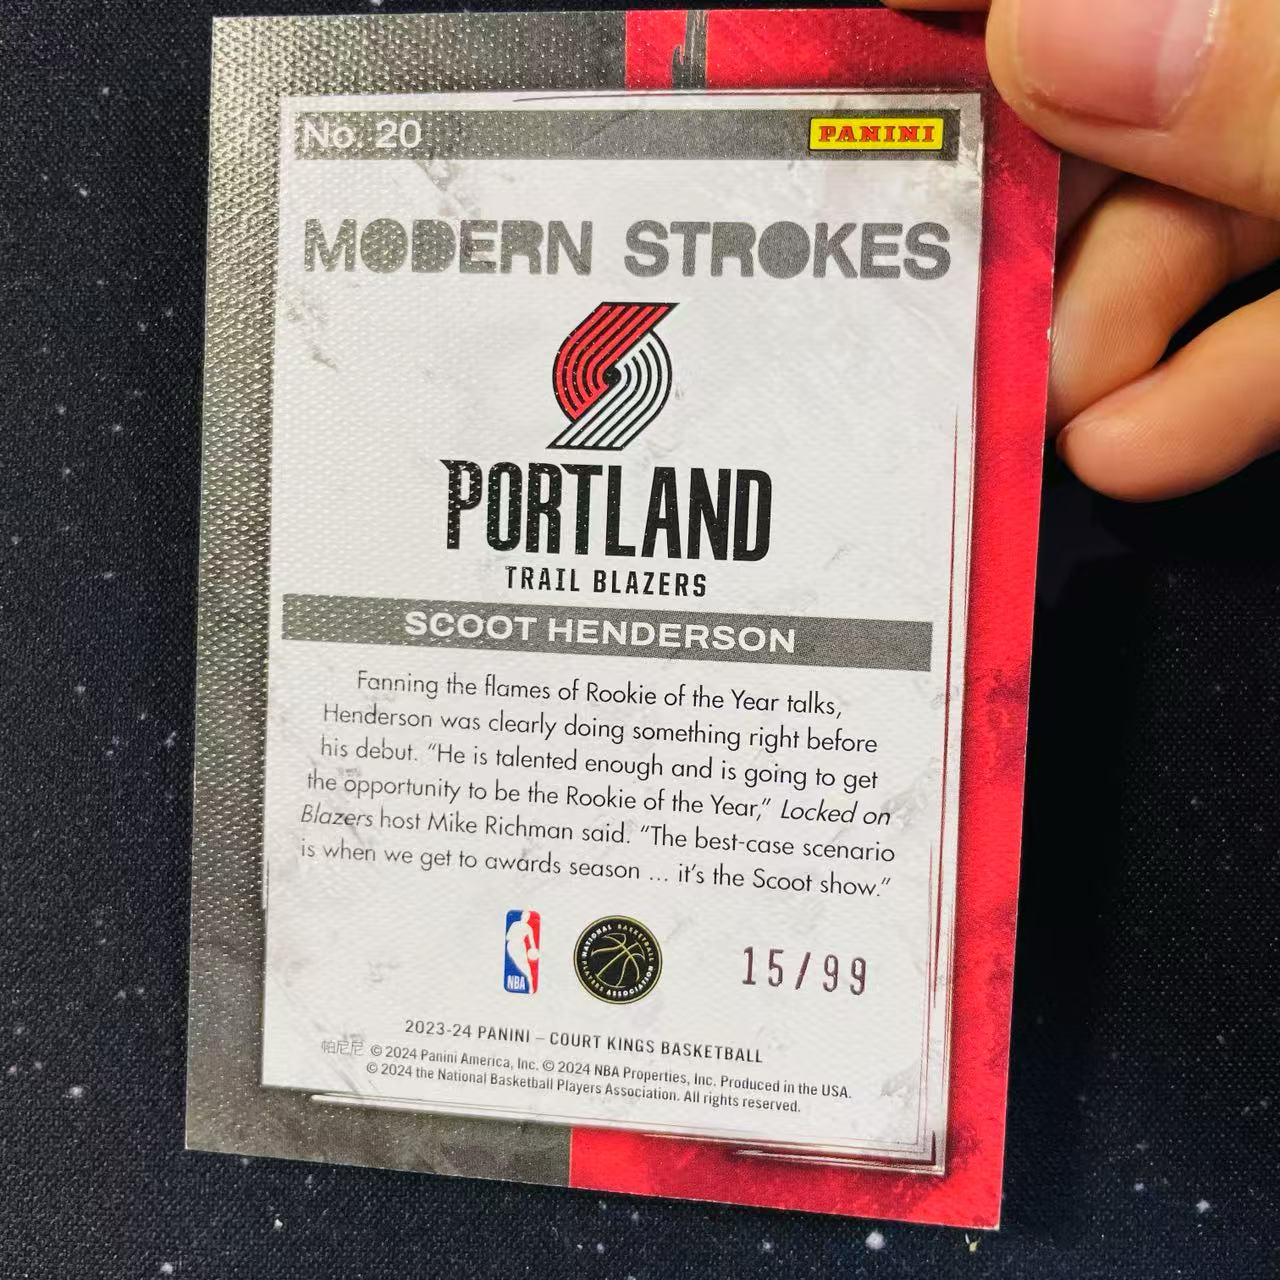 No. 20
PANINI
MODERN STROKES
PORTLAND
TRAIL BLAZERS
SCOOT HENDERSON
Fanning the flames of Rookie of the Year talks,
Henderson was clearly doing something right before
his debut. “He is talented enough and is going to get
the opportunity to be the Rookie of the Year,” Locked on
Blazers host Mike Richman said. “The best-case scenario
is when we get to awards season ... it’s the Scoot show.”
NBA
NATIONAL BASKETBALL
PLAYERS ASSOCIATION
15/99
2023-24 PANINI – COURT KINGS BASKETBALL
帕尼尼 © 2024 Panini America, Inc. © 2024 NBA Properties, Inc. Produced in the USA.
© 2024 the National Basketball Players Association. All rights reserved.